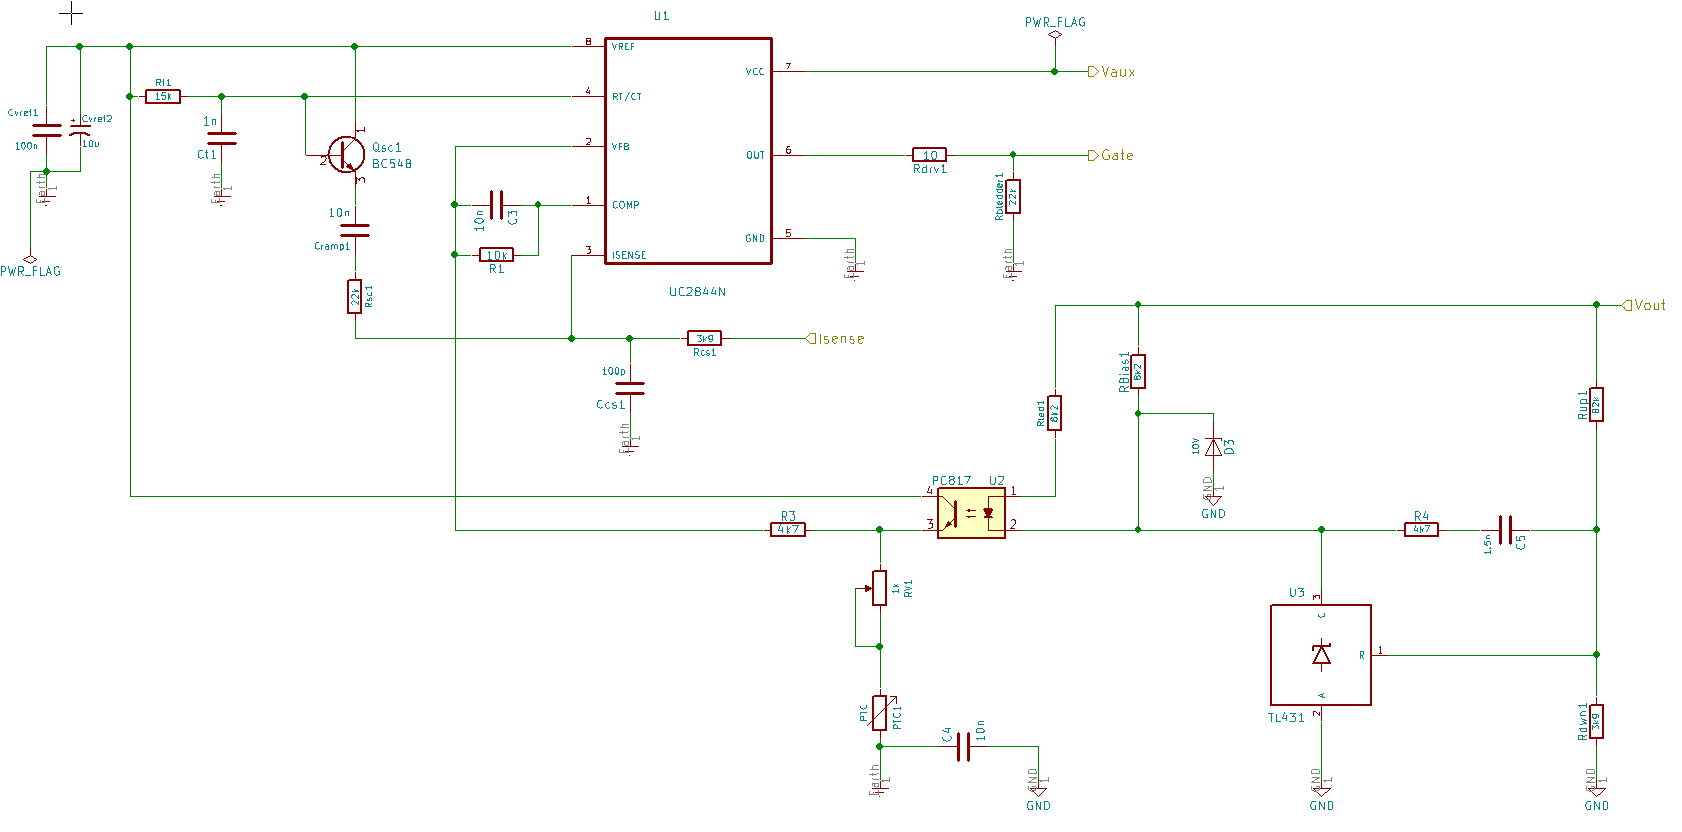 U1
PWR_FLAG
8
VREF
VCC
7
Vaux
Rt1
15k
4
RT/CT
Cvref1
100n
Cvref2
10u
1n
Ct1
1
2
3
Qsc1
BC548
2
VFB
OUT
6
10
Rdrv1
Gate
Earth
1
Earth
1
10n
Cramp1
10n
C3
1
COMP
Rbledder1
22k
GND
5
3
ISENSE
10k
R1
Earth
1
Earth
1
PWR_FLAG
22k
Rsc1
UC2844N
Vout
3k9
Rcs1
Isense
100p
Ccs1
RBias1
8k2
Rled1
8k2
Rup1
82k
Earth
1
10V
D3
PC817
U2
4
1
3
2
GND
1
GND
R3
4k7
R4
4k7
1.5n
C5
1k
RV1
U3
3
C
R
1
A
2
TL431
PTC
PTC1
C4
10n
Rdwn1
3k9
Earth
1
GND
1
GND
GND
1
GND
GND
1
GND